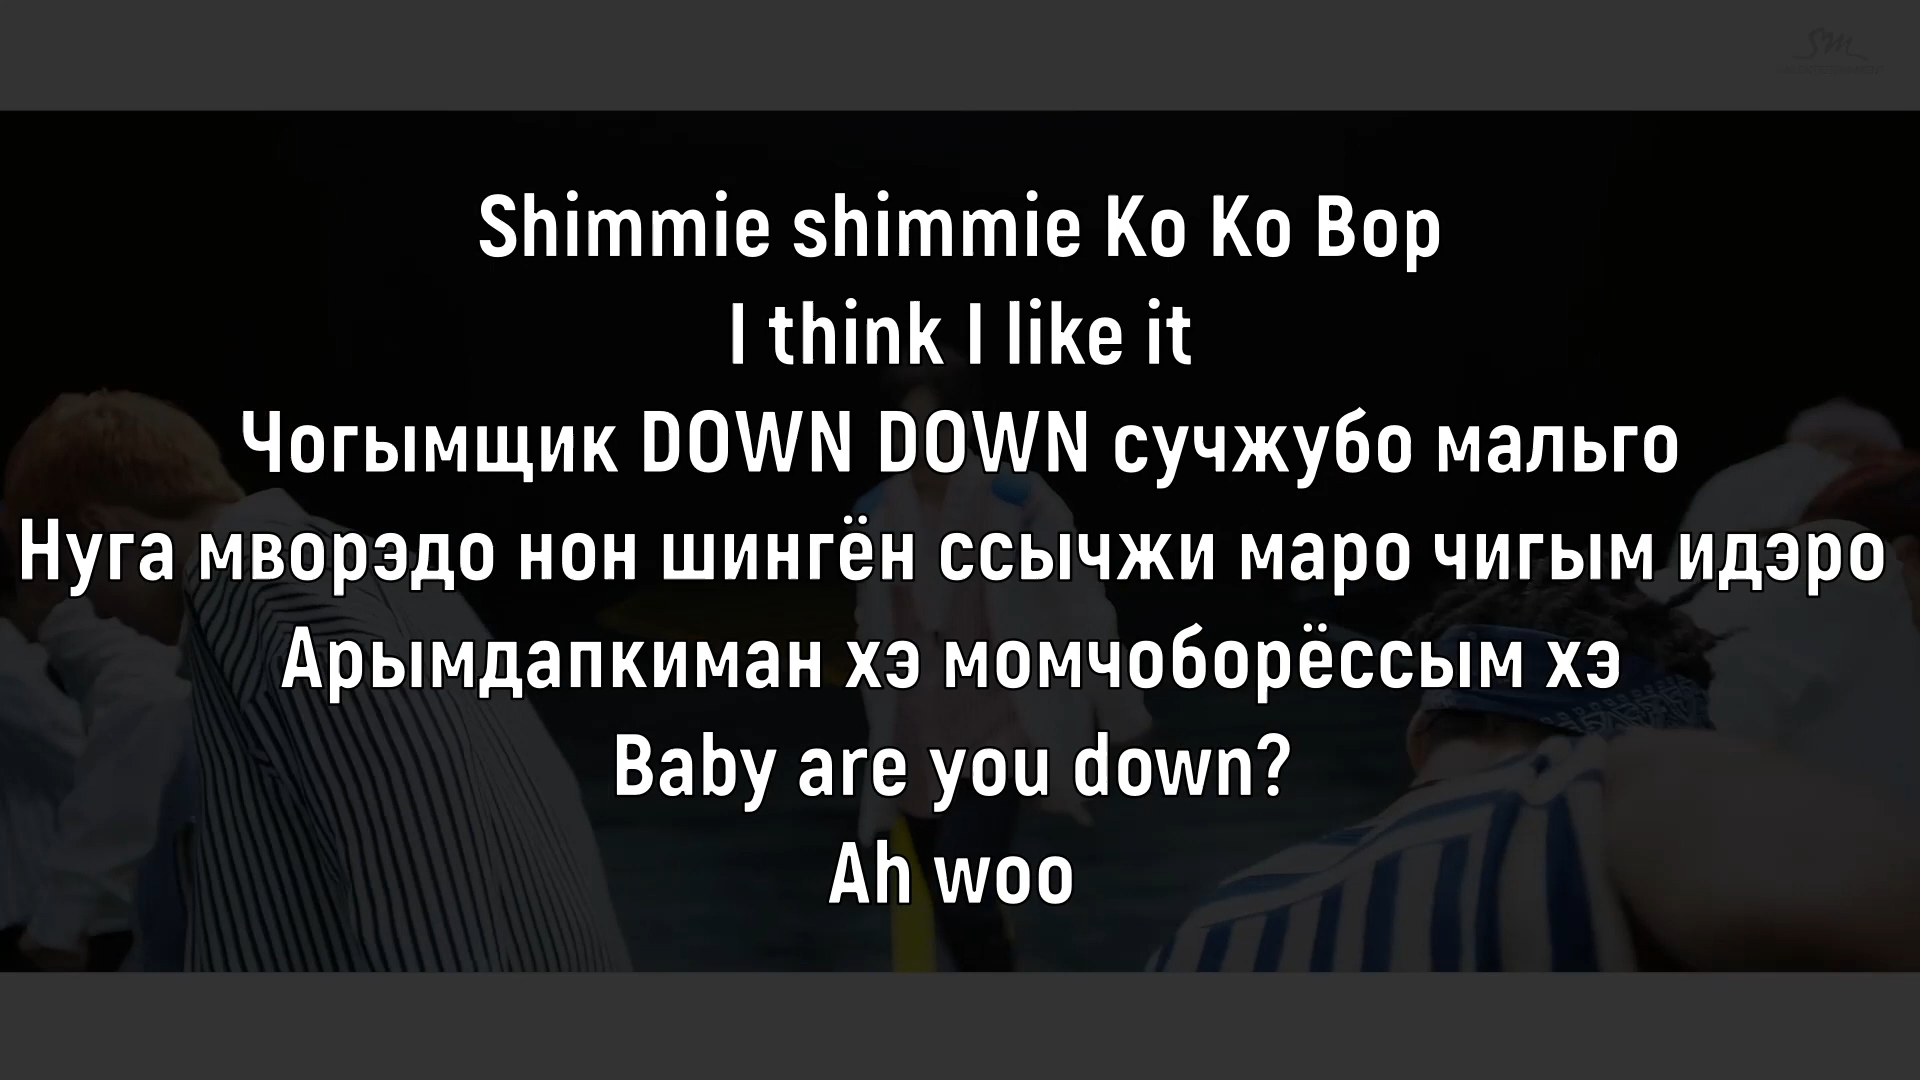 SM
Shimmie shimmie Ko Ko Bop
I think I like it
Чогымщик DOWN DOWN сучжубо мальго
Нуга мворэдо нон шингён ссычжи маро чигым идэро
Арымдапкиман хэ момчоборёссым хэ
Baby are you down?
Ah woo